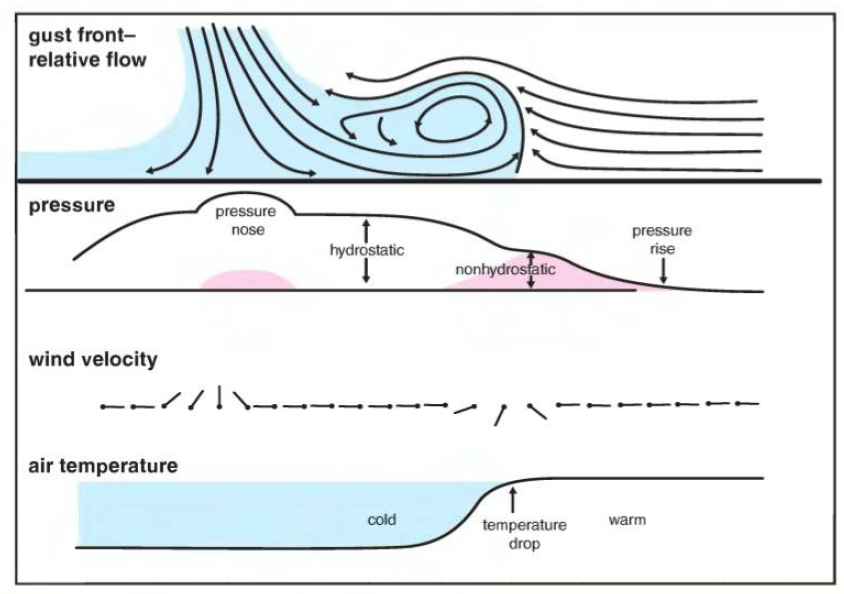 gust front–
relative flow
pressure
pressure
nose
hydrostatic
nonhydrostatic
pressure
rise
wind velocity
air temperature
cold
temperature
drop
warm